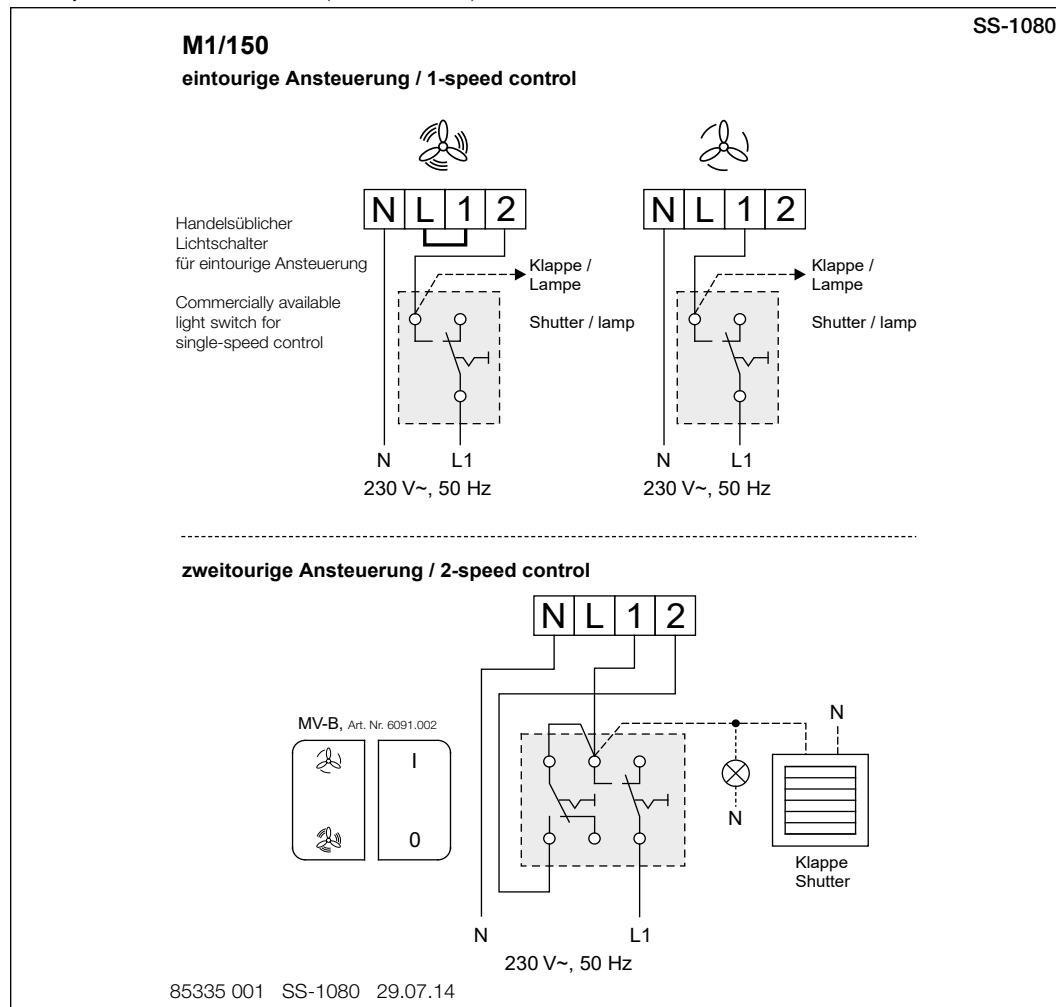 SS-1080
M1/150
eintourige Ansteuerung / 1-speed control
N L 1 2
N L 1 2
Handelsüblicher
Lichtschalter
für eintourige Ansteuerung
Commercially available
light switch for
single-speed control
Klappe /
Lampe
Shutter / lamp
Klappe /
Lampe
Shutter / lamp
N L1
230 V~, 50 Hz
N L1
230 V~, 50 Hz
zweitourige Ansteuerung / 2-speed control
N L 1 2
MV-B, Art. Nr. 6091.002
I
0
N
N
Klappe
Shutter
N L1
230 V~, 50 Hz
85335 001 SS-1080 29.07.14